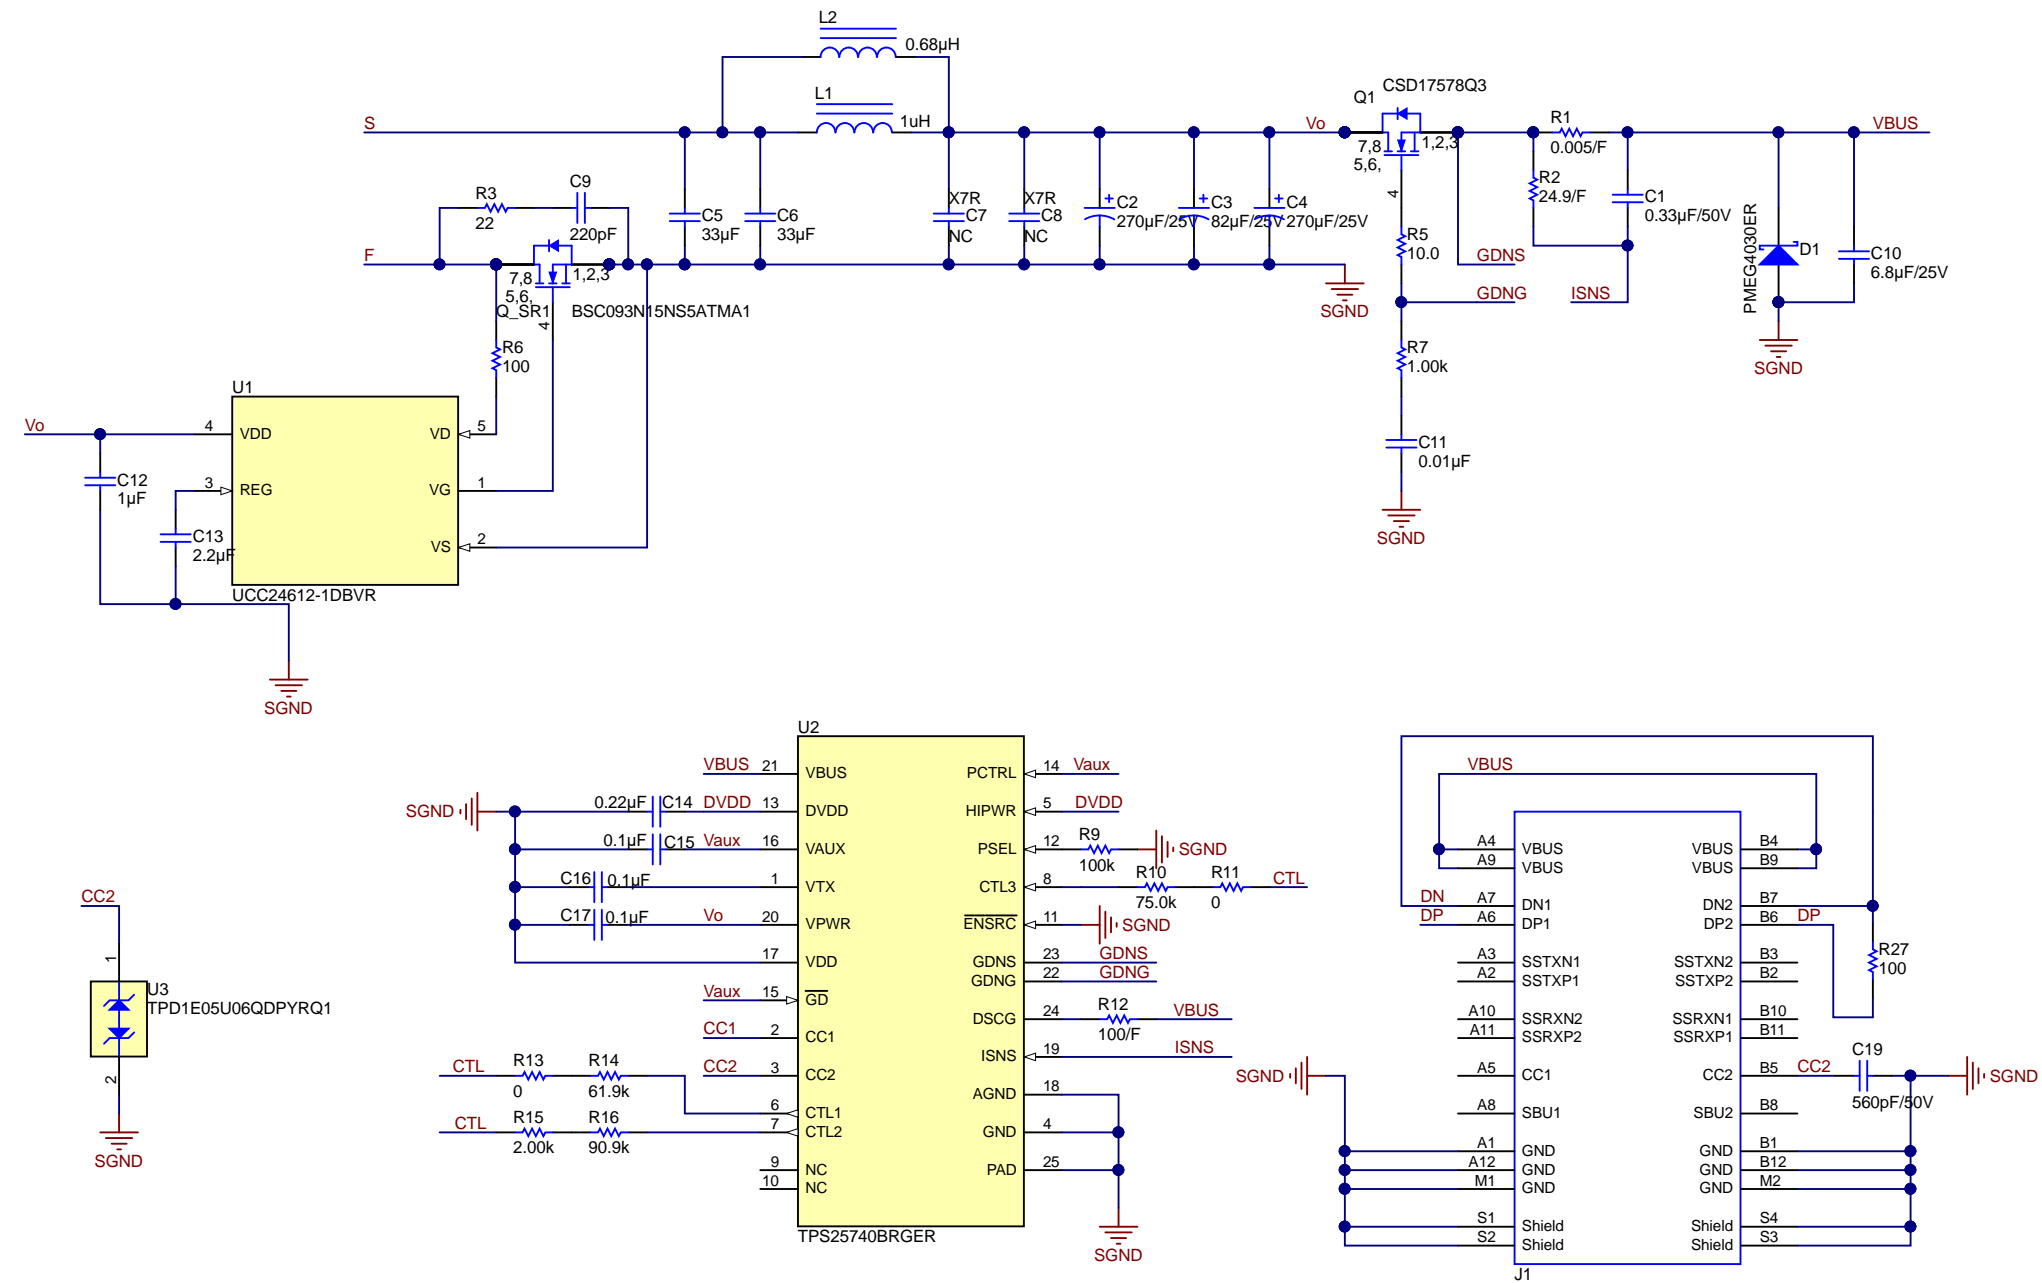 L2
0.68µH
L1
1uH
S
Vo
Q1
CSD17578Q3
7,8
5,6,
1,2,3
4
R1
0.005/F
VBUS
R2
24.9/F
C1
0.33µF/50V
R3
22
C9
220pF
F
7,8
5,6,
1,2,3
Q_SR1
4
BSC093N15NS5ATMA1
C5
33µF
C6
33µF
X7R
C7
NC
X7R
C8
NC
C2
270µF/25V
C3
82µF/25V
C4
270µF/25V
SGND
R5
10.0
GDNS
GDNG
ISNS
PMEG4030ER
D1
C10
6.8µF/25V
SGND
R7
1.00k
C11
0.01µF
SGND
R6
100
U1
Vo
4
VDD
VD
5
3
REG
VG
1
VS
2
C12
1µF
C13
2.2µF
UCC24612-1DBVR
SGND
U2
VBUS
21
VBUS
PCTRL
14
Vaux
SGND
0.22µF
C14
DVDD
13
DVDD
HIPWR
5
DVDD
0.1µF
C15
Vaux
16
VAUX
PSEL
12
R9
100k
SGND
C16
0.1µF
1
VTX
CTL3
8
R10
75.0k
R11
0
CTL
C17
0.1µF
Vo
20
VPWR
ENSRC
11
SGND
17
VDD
GDNS
23
GDNS
GDNG
22
GDNG
Vaux
15
GD
DSCG
24
R12
100/F
VBUS
CC1
2
CC1
ISNS
19
ISNS
CC2
3
CC2
AGND
18
CTL
R13
0
R14
61.9k
6
CTL1
GND
4
CTL
R15
2.00k
R16
90.9k
7
CTL2
9
NC
PAD
25
10
NC
TPS25740BRGER
SGND
CC2
1
U3
TPD1E05U06QDPYRQ1
2
SGND
VBUS
A4
VBUS
VBUS
B4
A9
VBUS
VBUS
B9
DN
A7
DN1
DN2
B7
DP
A6
DP1
DP2
B6
DP
A3
SSTXN1
SSTXN2
B3
A2
SSTXP1
SSTXP2
B2
R27
100
A10
SSRXN2
SSRXN1
B10
A11
SSRXP2
SSRXP1
B11
SGND
A5
CC1
CC2
B5
CC2
C19
560pF/50V
SGND
A8
SBU1
SBU2
B8
A1
GND
GND
B1
A12
GND
GND
B12
M1
GND
GND
M2
S1
Shield
Shield
S4
S2
Shield
Shield
S3
J1